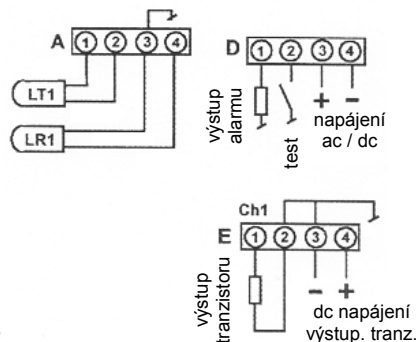 A 1 2 3 4
LT1
LR1
D 1 2 3 4
výstup
alarmu
test
+ −
napájení
ac / dc
Ch1
E 1 2 3 4
výstup
tranzistoru
− +
dc napájení
výstup. tranz.